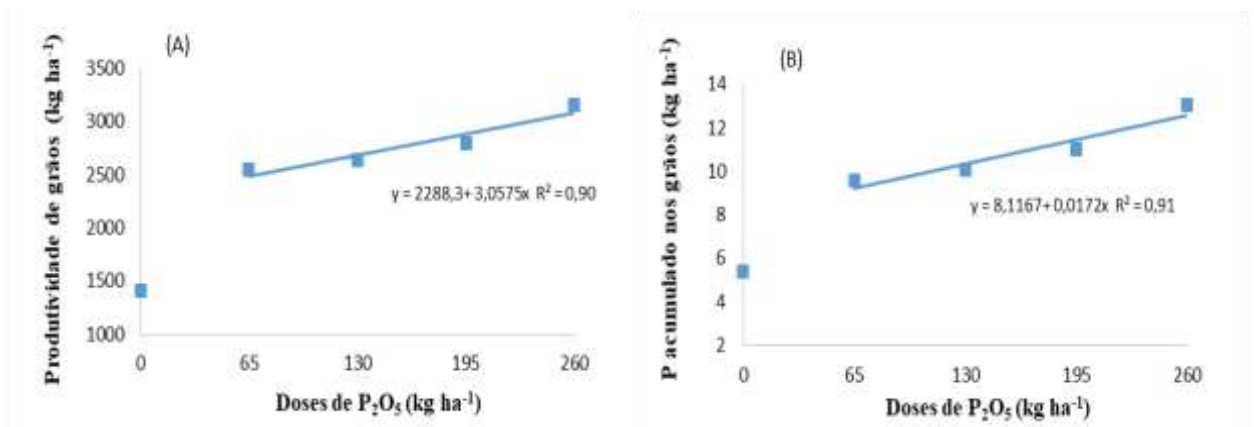 (A)
Produtividade de grãos (kg ha⁻¹)
3500
3000
2500
2000
1500
1000
y = 2288,3+3,0575x R² = 0,90
0 65 130 195 260
Doses de P₂O₅ (kg ha⁻¹)
(B)
P acumulado nos grãos (kg ha⁻¹)
14
12
10
8
6
4
2
y = 8,1167+0,0172x R² = 0,91
0 65 130 195 260
Doses de P₂O₅ (kg ha⁻¹)